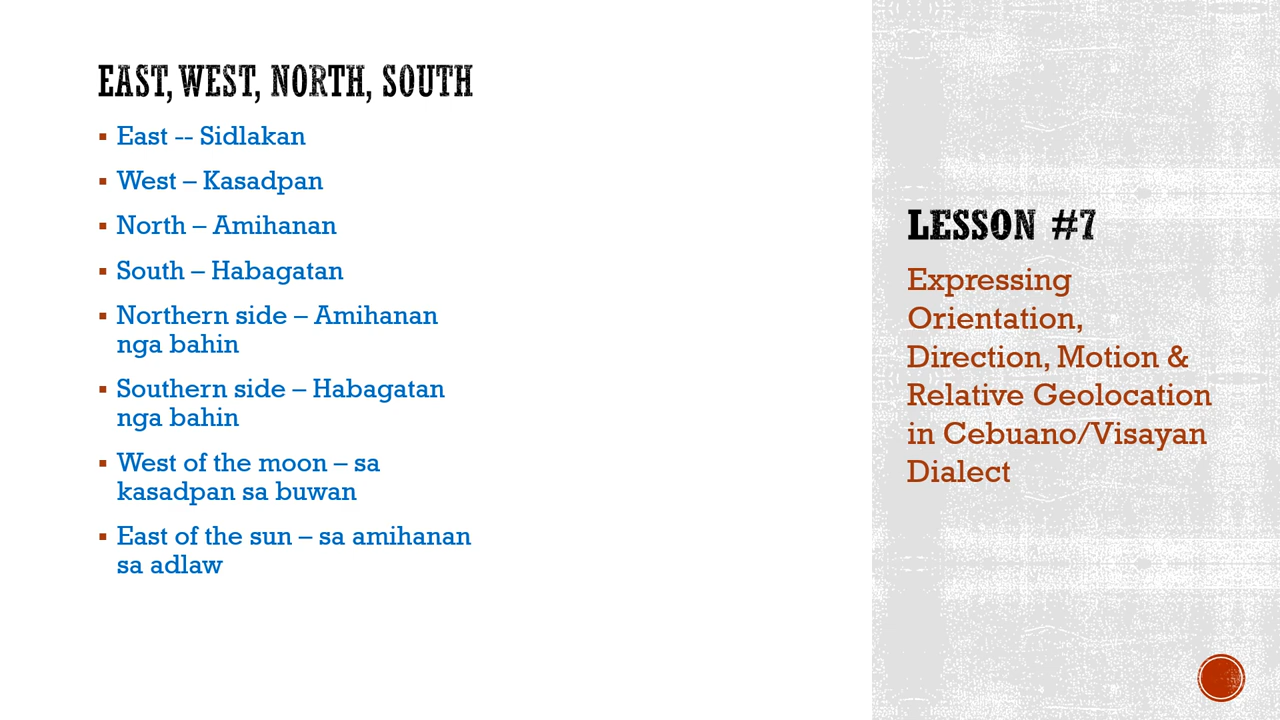 EAST, WEST, NORTH, SOUTH
▪ East -- Sidlakan
▪ West – Kasadpan
▪ North – Amihanan
▪ South – Habagatan
▪ Northern side – Amihanan
nga bahin
▪ Southern side – Habagatan
nga bahin
▪ West of the moon – sa
kasadpan sa buwan
▪ East of the sun – sa amihanan
sa adlaw
LESSON #7
Expressing
Orientation,
Direction, Motion &
Relative Geolocation
in Cebuano/Visayan
Dialect